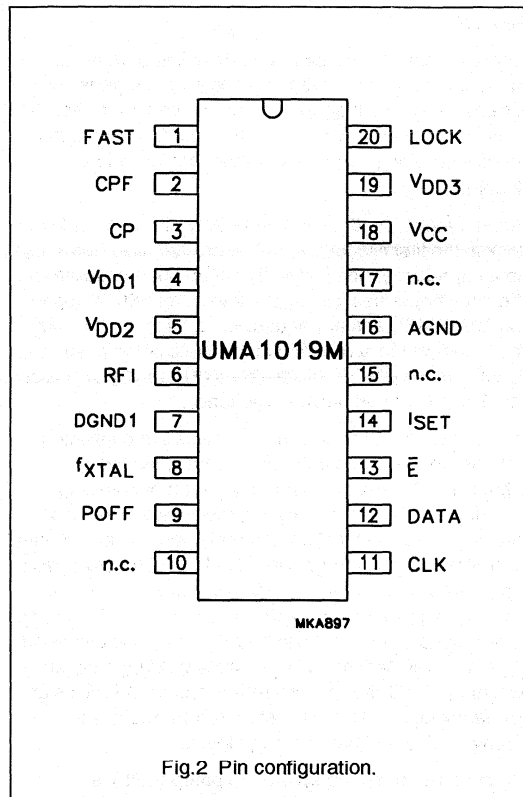 FAST 1 20 LOCK
CPF 2 19 VDD3
CP 3 18 VCC
VDD1 4 17 n.c.
VDD2 5 16 AGND
UMA1019M
RFI 6 15 n.c.
DGND1 7 14 ISET
fXTAL 8 13 E̅
POFF 9 12 DATA
n.c. 10 11 CLK
MKA897
Fig.2 Pin configuration.